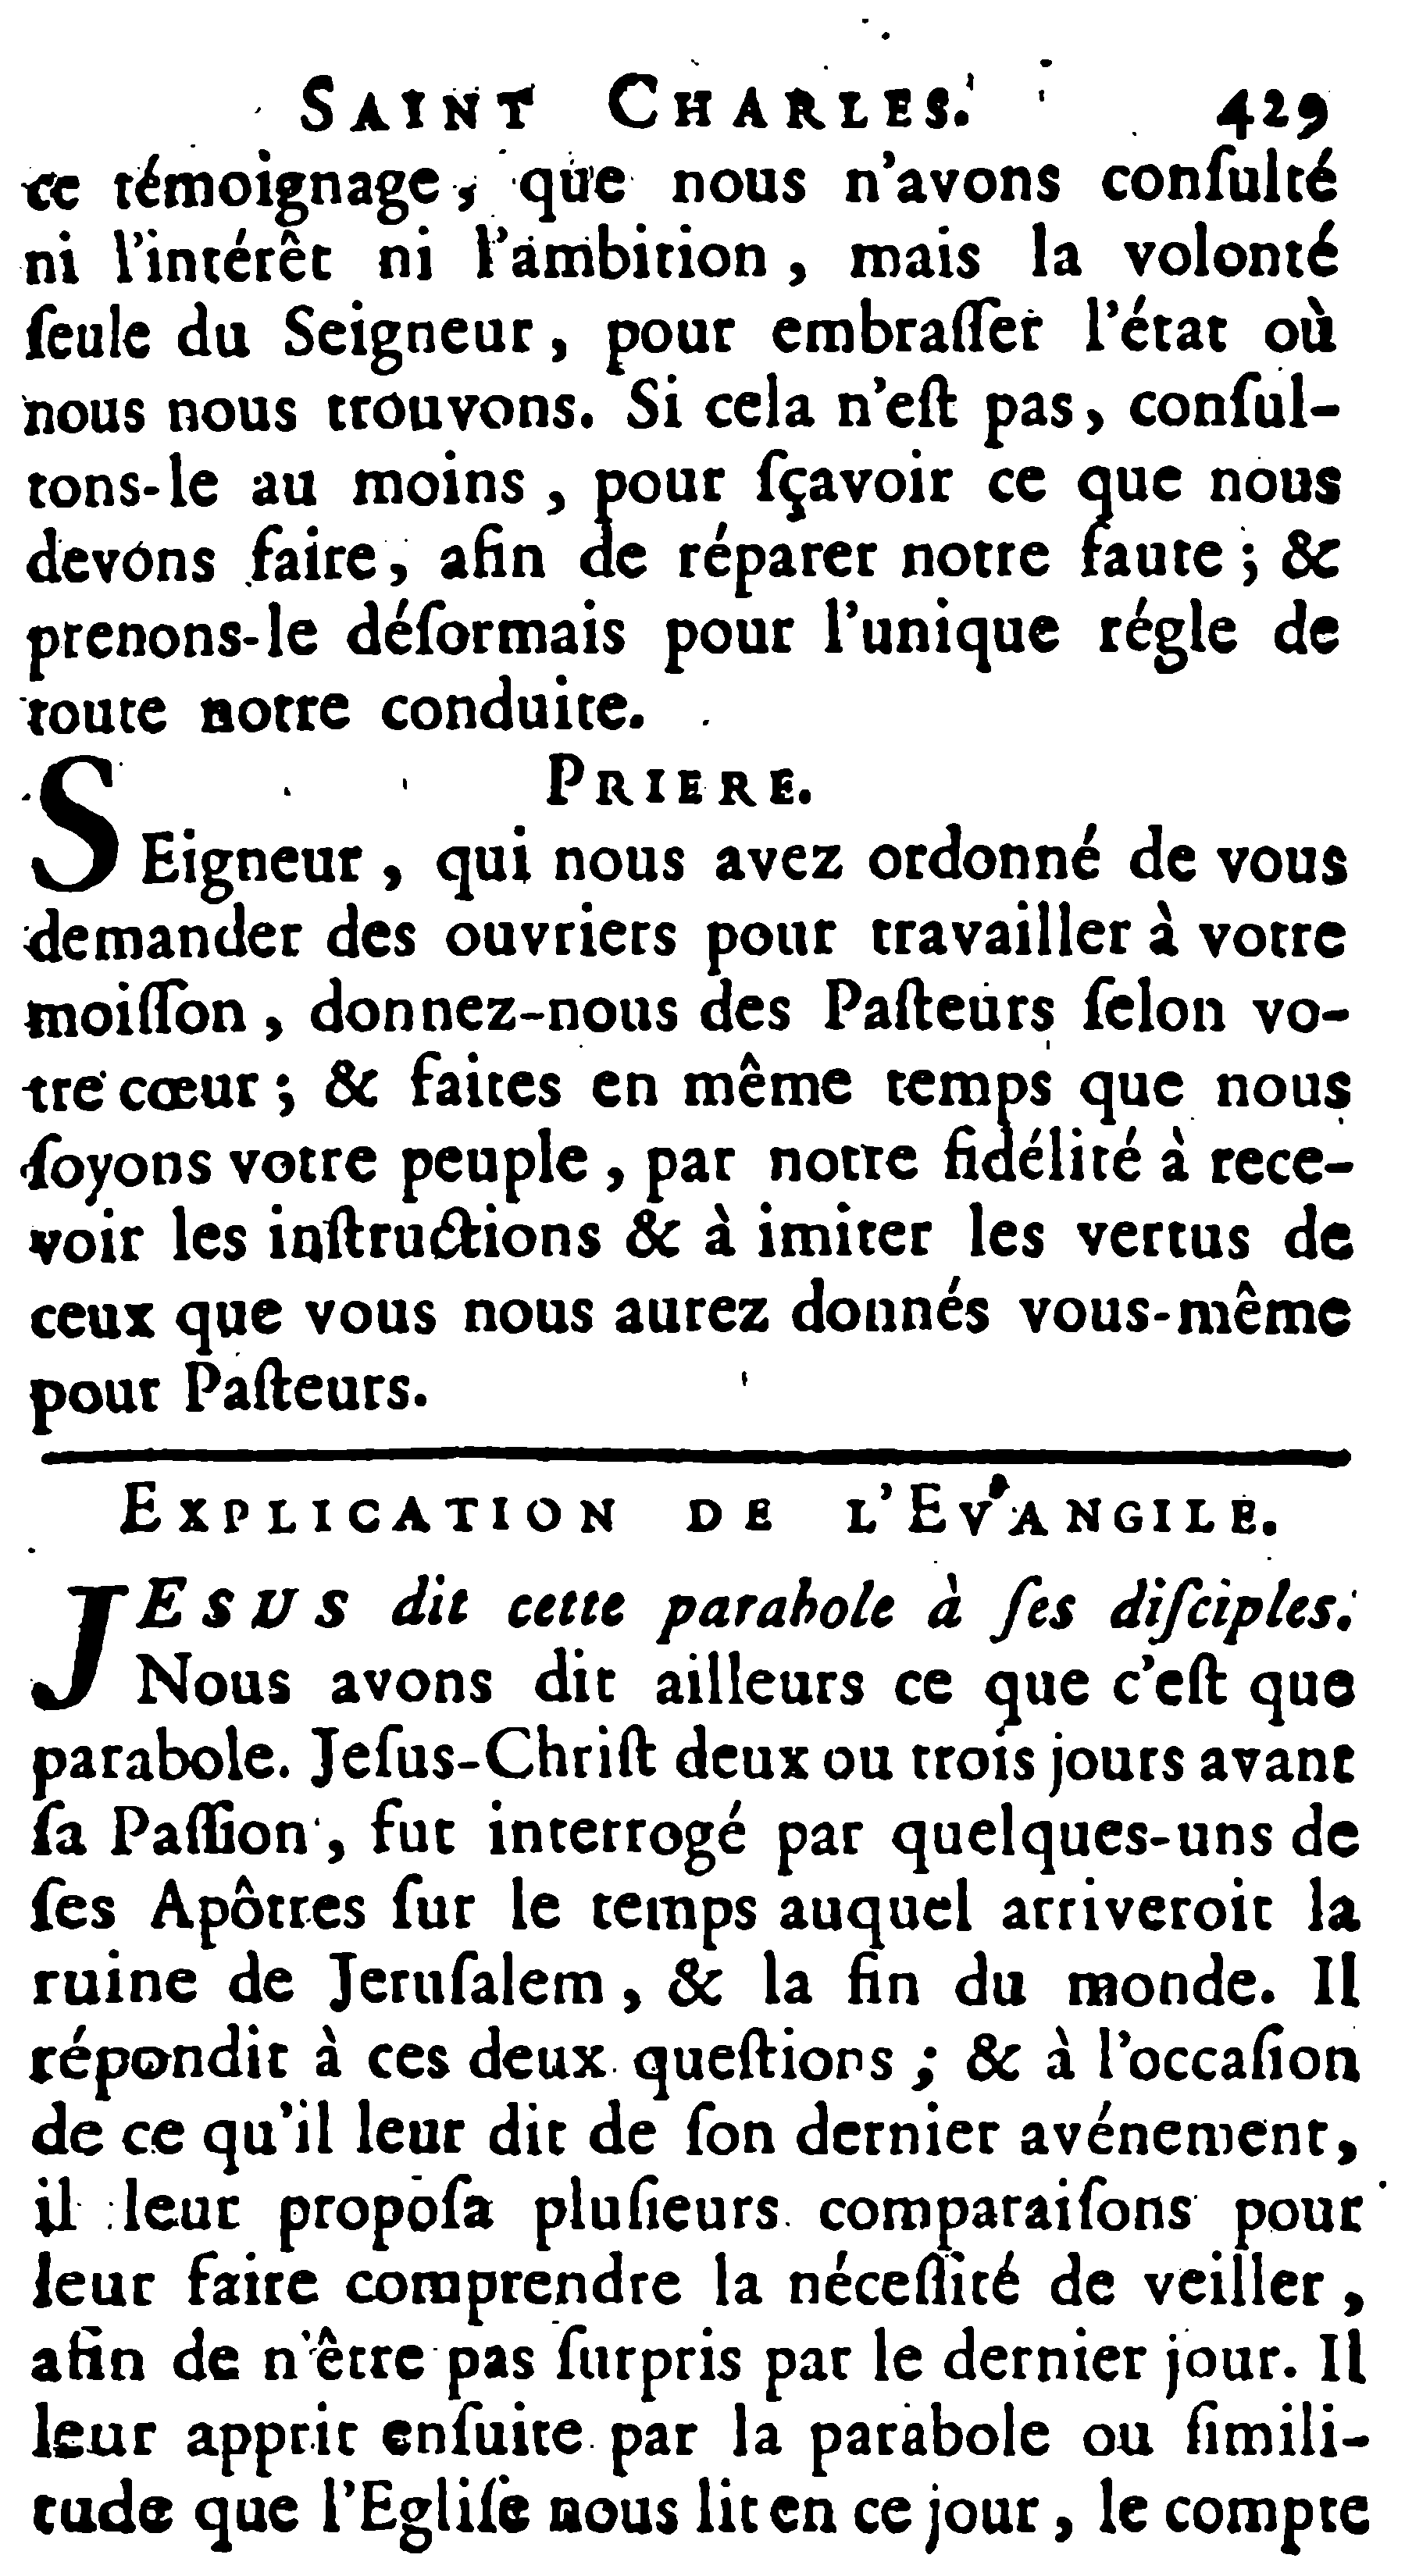 SAINT CHARLES. 429
ce témoignage, que nous n'avons conſulté
ni l'intérêt ni l'ambition, mais la volonté
ſeule du Seigneur, pour embraſſer l'état où
nous nous trouvons. Si cela n'eſt pas, conſul-
tons-le au moins, pour ſçavoir ce que nous
devons faire, afin de réparer notre faute; &
prenons-le déſormais pour l'unique régle de
toute notre conduite.
PRIERE.
SEigneur, qui nous avez ordonné de vous
demander des ouvriers pour travailler à votre
moiſſon, donnez-nous des Paſteurs ſelon vo-
tre cœur; & faites en même temps que nous
ſoyons votre peuple, par notre fidélité à rece-
voir les inſtructions & à imiter les vertus de
ceux que vous nous aurez donnés vous-même
pour Paſteurs.
EXPLICATION DE L'EVANGILE.
JESUS dit cette parabole à ſes diſciples.
Nous avons dit ailleurs ce que c'eſt que
parabole. Jeſus-Chriſt deux ou trois jours avant
ſa Paſſion, fut interrogé par quelques-uns de
ſes Apôtres ſur le temps auquel arriveroit la
ruine de Jeruſalem, & la fin du monde. Il
répondit à ces deux queſtions; & à l'occaſion
de ce qu'il leur dit de ſon dernier avénement,
il leur propoſa pluſieurs comparaiſons pour
leur faire comprendre la néceſſité de veiller,
afin de n'être pas ſurpris par le dernier jour. Il
leur apprit enſuite par la parabole ou ſimili-
tude que l'Egliſe nous lit en ce jour, le compte